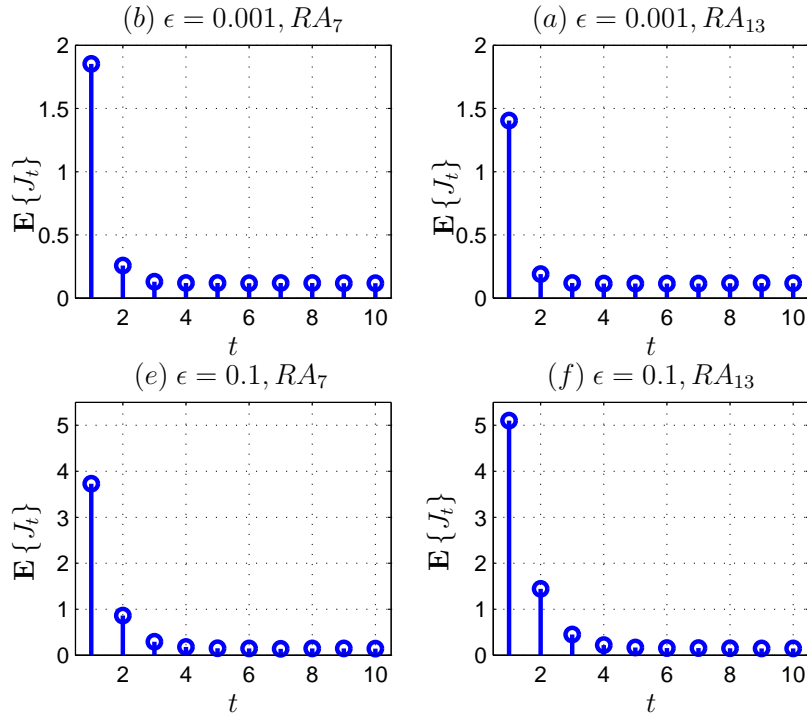 (b) ϵ = 0.001, RA₇
(a) ϵ = 0.001, RA₁₃
2
1.5
1
0.5
0
E {Jₜ}
2 4 6 8 10
t
2
1.5
1
0.5
0
E {Jₜ}
2 4 6 8 10
t
(e) ϵ = 0.1, RA₇
(f) ϵ = 0.1, RA₁₃
5
4
3
2
1
0
E {Jₜ}
2 4 6 8 10
t
5
4
3
2
1
0
E {Jₜ}
2 4 6 8 10
t